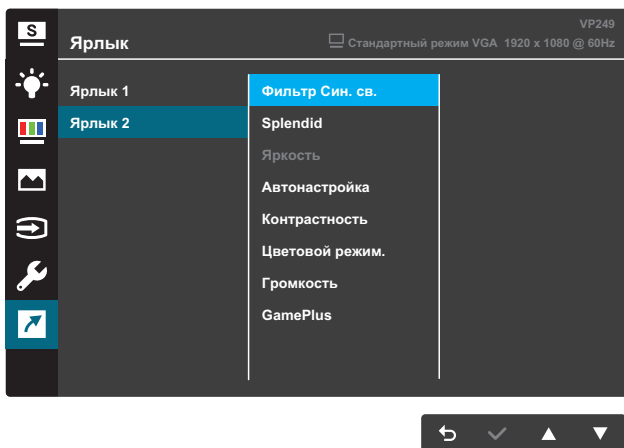 S
VP249
Ярлык
Стандартный режим VGA 1920 x 1080 @ 60Hz
Ярлык 1
Ярлык 2
Фильтр Син. св.
Splendid
Яркость
Автонастройка
Контрастность
Цветовой режим.
Громкость
GamePlus